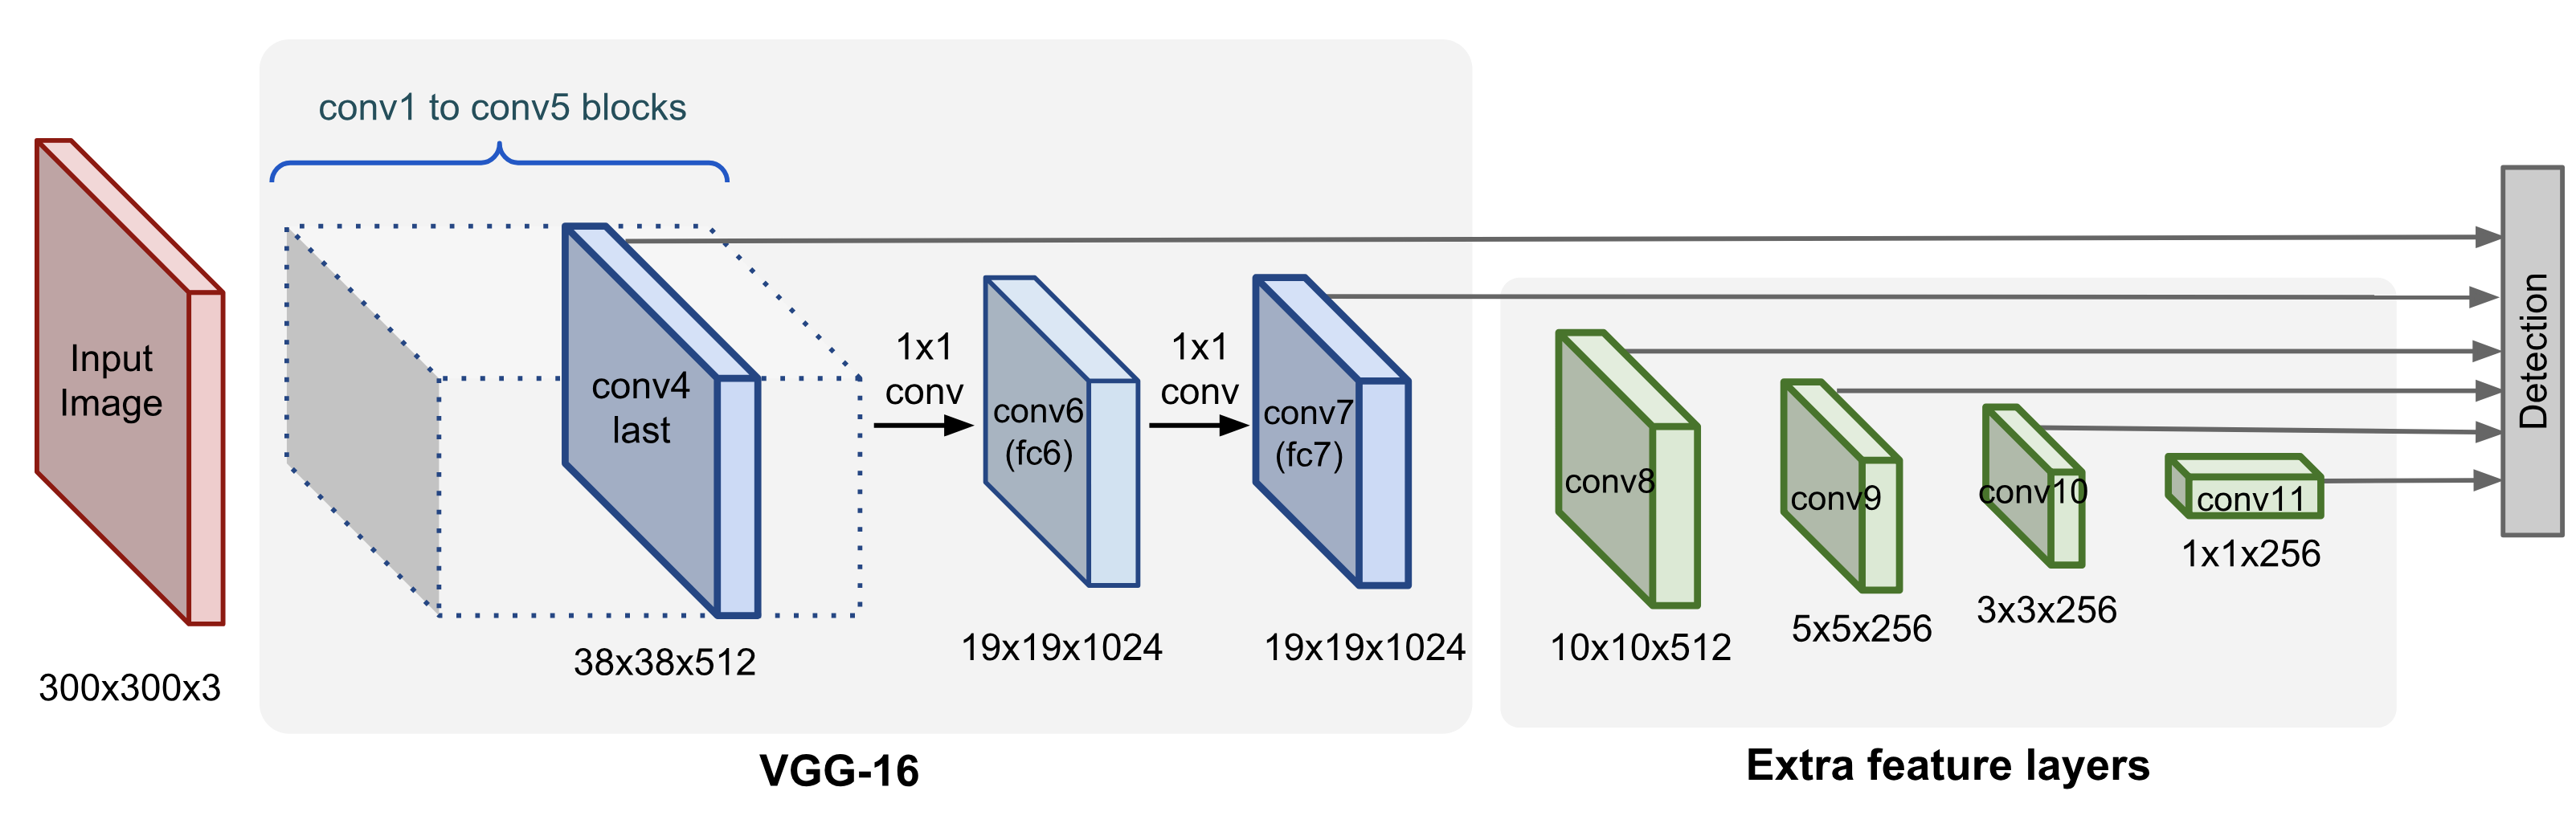 conv1 to conv5 blocks
Input
Image
300x300x3
conv4
last
38x38x512
1x1
conv
conv6
(fc6)
19x19x1024
1x1
conv
conv7
(fc7)
19x19x1024
VGG-16
conv8
10x10x512
conv9
5x5x256
conv10
3x3x256
conv11
1x1x256
Extra feature layers
Detection